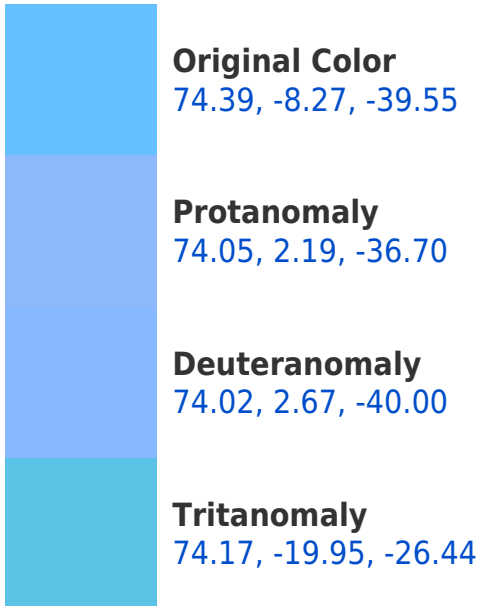 Original Color
74.39, -8.27, -39.55
Protanomaly
74.05, 2.19, -36.70
Deuteranomaly
74.02, 2.67, -40.00
Tritanomaly
74.17, -19.95, -26.44